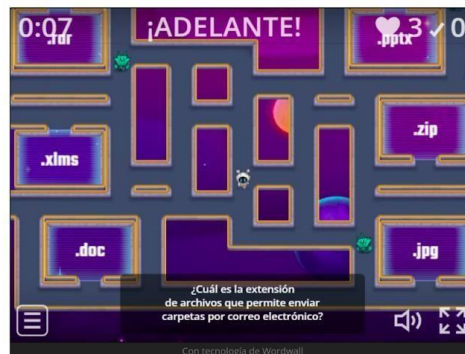 0:07 ¡ADELANTE! 3 0
.rar .pptx
.zip
.xlms
.doc .jpg
¿Cuál es la extensión
de archivos que permite enviar
carpetas por correo electrónico?
Con tecnología de Wordwall